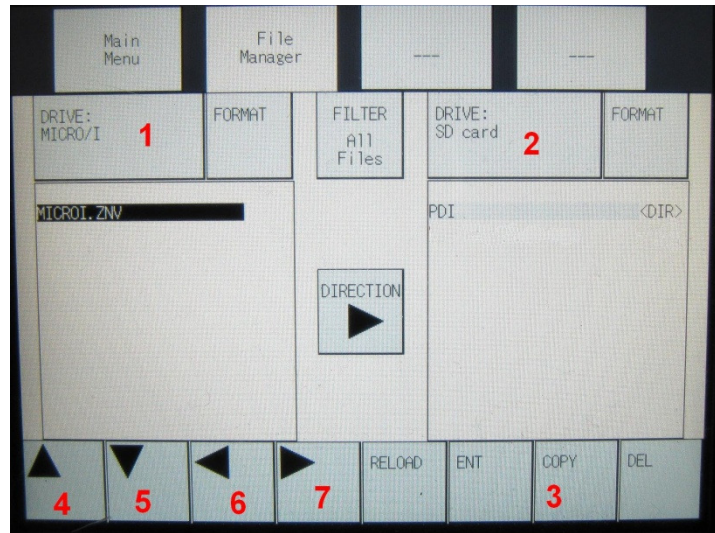 Main
Menu
File
Manager
---
---
DRIVE:
MICRO/I
1
FORMAT
FILTER
All
Files
DRIVE:
SD card
2
FORMAT
MICROI.ZNV
PDI <DIR>
DIRECTION
4
5
6
7
RELOAD
ENT
COPY
3
DEL